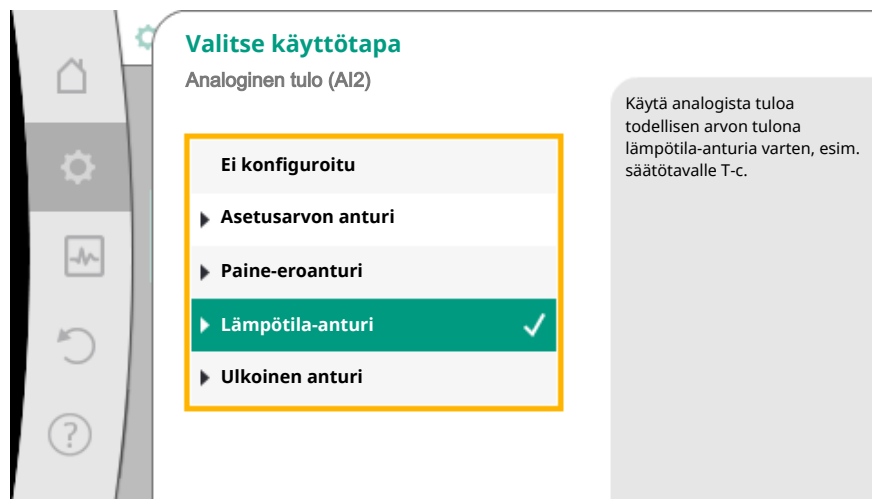 Valitse käyttötapa
Analoginen tulo (AI2)
Ei konfiguroitu
Asetusarvon anturi
Paine-eroanturi
Lämpötila-anturi
Ulkoinen anturi
Käytä analogista tuloa
todellisen arvon tulona
lämpötila-anturia varten, esim.
säätötavalle T-c.
?